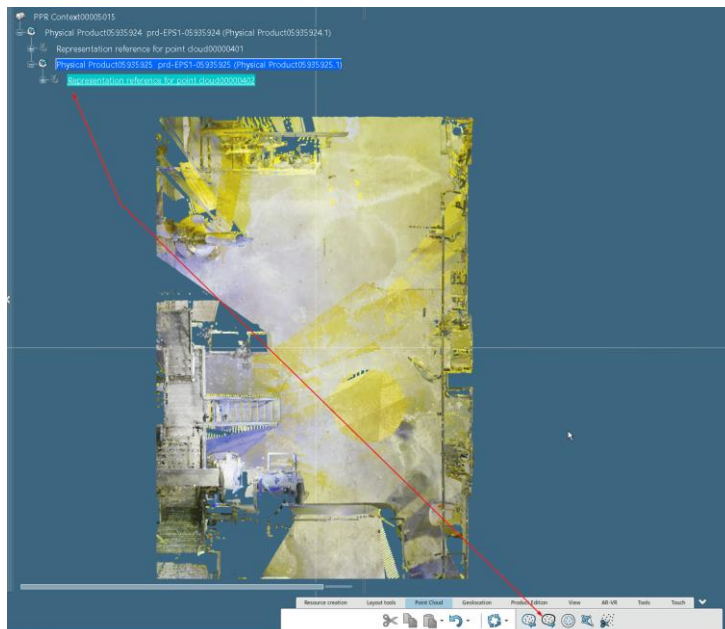 PPR Context00005015
Physical Product05935924 prd-EPS1-05935924 (Physical Product05935924.1)
Representation reference for point cloud00000401
Physical Product05935925 prd-EPS1-05935925 (Physical Product05935925.1)
Representation reference for point cloud00000402
Resource creation Layout tools Point Cloud Geolocation Product Edition View AR-VR Tools Touch